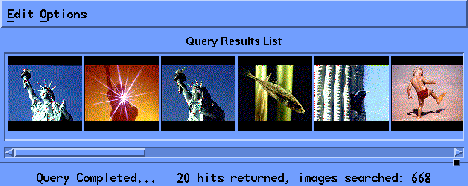 Edit Options
Query Results List
Query Completed... 20 hits returned, images searched: 668